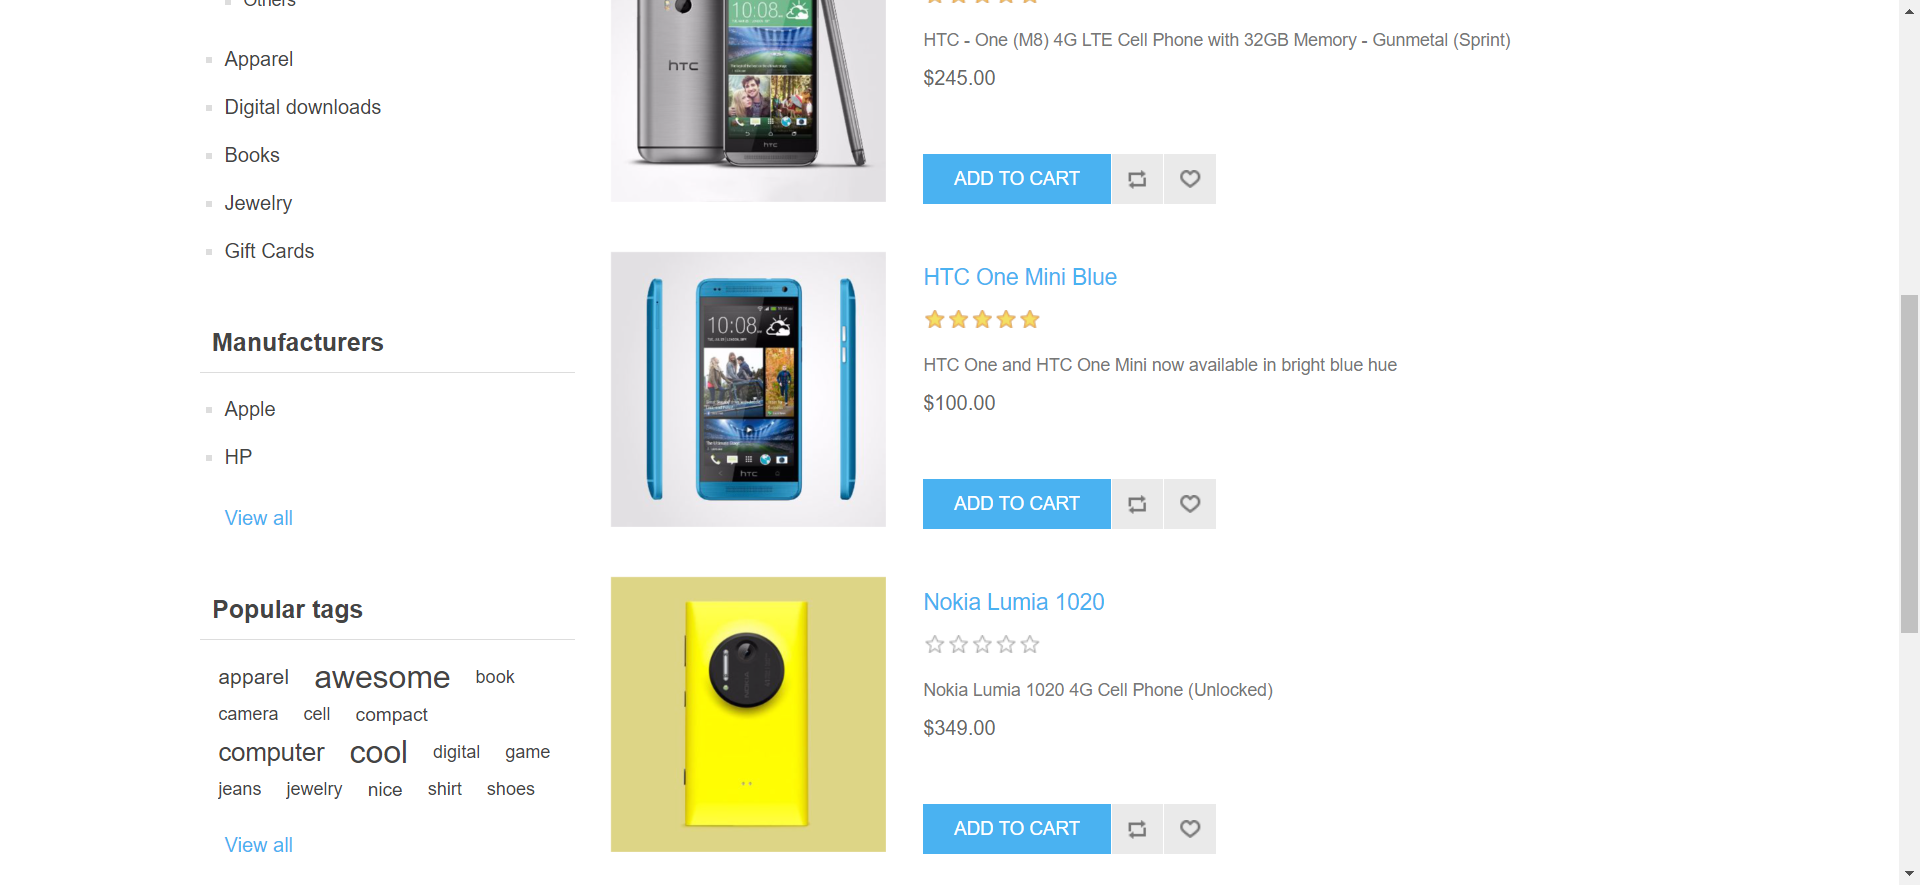 Others
Apparel
Digital downloads
Books
Jewelry
Gift Cards
Manufacturers
Apple
HP
View all
Popular tags
apparel awesome book
camera cell compact
computer cool digital game
jeans jewelry nice shirt shoes
View all
10:08
hTC
hTC
HTC - One (M8) 4G LTE Cell Phone with 32GB Memory - Gunmetal (Sprint)
$245.00
ADD TO CART
10:08
hTC
HTC One Mini Blue
HTC One and HTC One Mini now available in bright blue hue
$100.00
ADD TO CART
NOKIA
Nokia Lumia 1020
Nokia Lumia 1020 4G Cell Phone (Unlocked)
$349.00
ADD TO CART